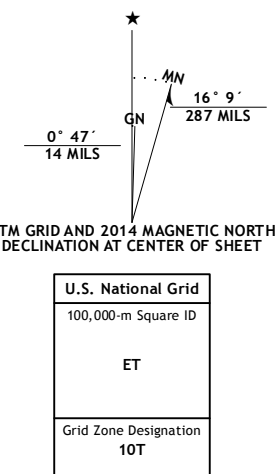 MN
GN
16° 9´
287 MILS
0° 47´
14 MILS
TM GRID AND 2014 MAGNETIC NORTH
DECLINATION AT CENTER OF SHEET
U.S. National Grid
100,000-m Square ID
ET
Grid Zone Designation
10T